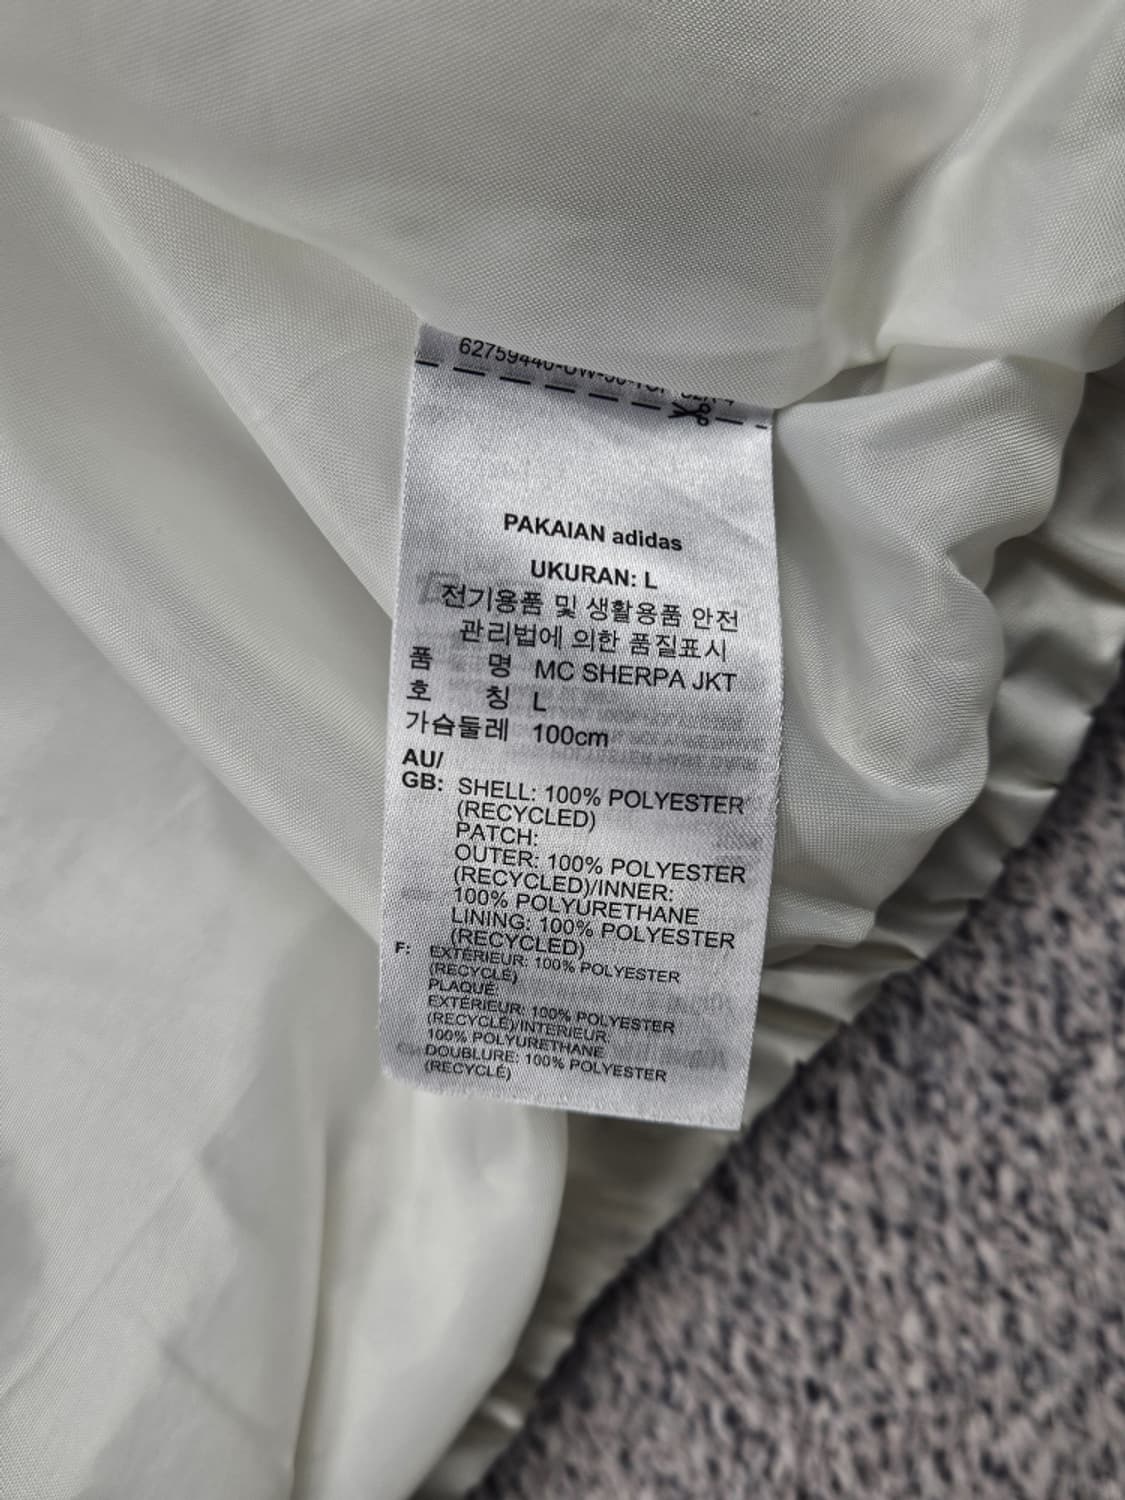 PAKAIAN adidas
UKURAN: L
전기용품 및 생활용품 안전
관리법에 의한 품질표시
품 명 MC SHERPA JKT
호 칭 L
가슴둘레 100cm
AU/
GB: SHELL: 100% POLYESTER
(RECYCLED)
PATCH:
OUTER: 100% POLYESTER
(RECYCLED)/INNER:
100% POLYURETHANE
LINING: 100% POLYESTER
(RECYCLED)
F: EXTÉRIEUR: 100% POLYESTER
(RECYCLÉ)
PLAQUÉ:
EXTÉRIEUR: 100% POLYESTER
(RECYCLÉ)/INTERIEUR:
100% POLYURETHANE
DOUBLURE: 100% POLYESTER
(RECYCLÉ)